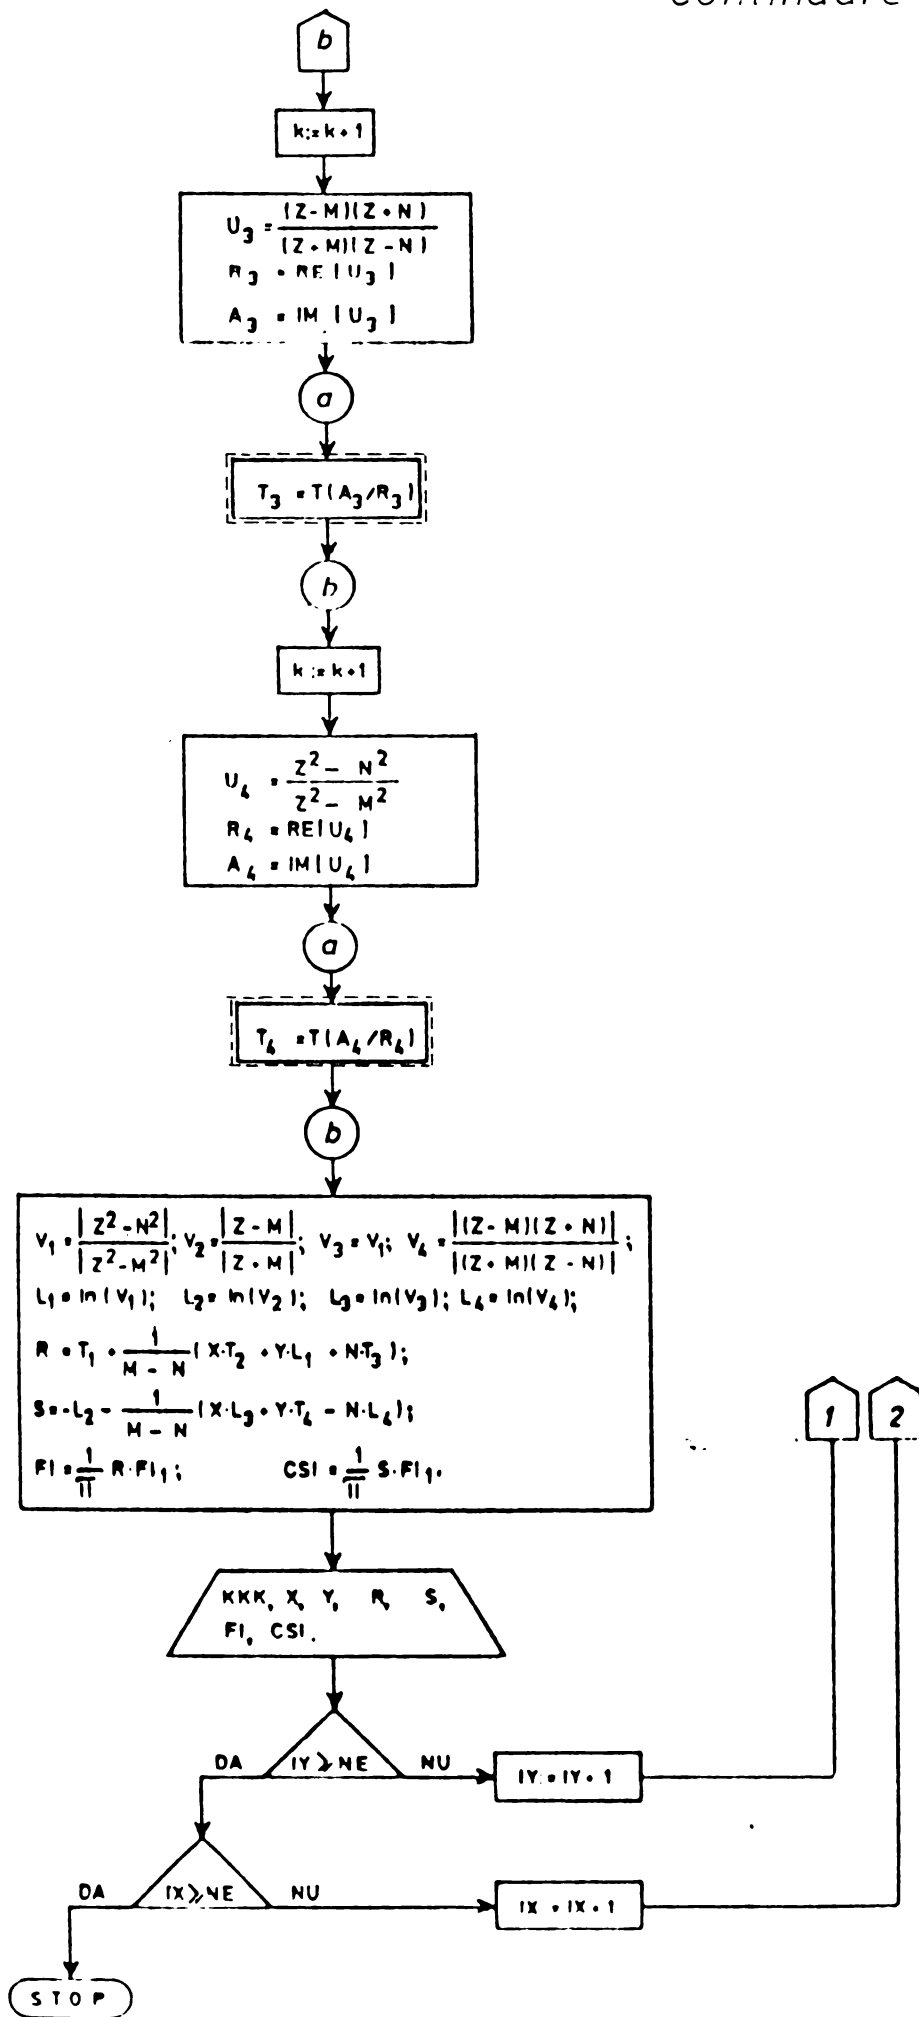 continuare
b
k:=k+1
U₃ = (Z-M)(Z+N) / (Z+M)(Z-N)
R₃ = RE[U₃]
A₃ = IM[U₃]
a
T₃ = T(A₃/R₃)
b
k:=k+1
U₄ = Z² - N² / Z² - M²
R₄ = RE[U₄]
A₄ = IM[U₄]
a
T₄ = T(A₄/R₄)
b
V₁ = |Z²-N²| / |Z²-M²|; V₂ = |Z-M| / |Z+M|; V₃ = V₁; V₄ = |(Z-M)(Z+N)| / |(Z+M)(Z-N)|;
L₁ = ln(V₁); L₂ = ln(V₂); L₃ = ln(V₃); L₄ = ln(V₄);
R = T₁ + 1/(M-N) (X·T₂ + Y·L₁ + N·T₃);
S = -L₂ - 1/(M-N) (X·L₃ + Y·T₄ - N·L₄);
FI = 1/π R·FI₁; CSI = 1/π S·FI₁.
1
2
KKK, X, Y, R, S,
FI, CSI.
DA IY⩾NE NU IY:=IY+1
DA IX⩾NE NU IX:=IX+1
STOP